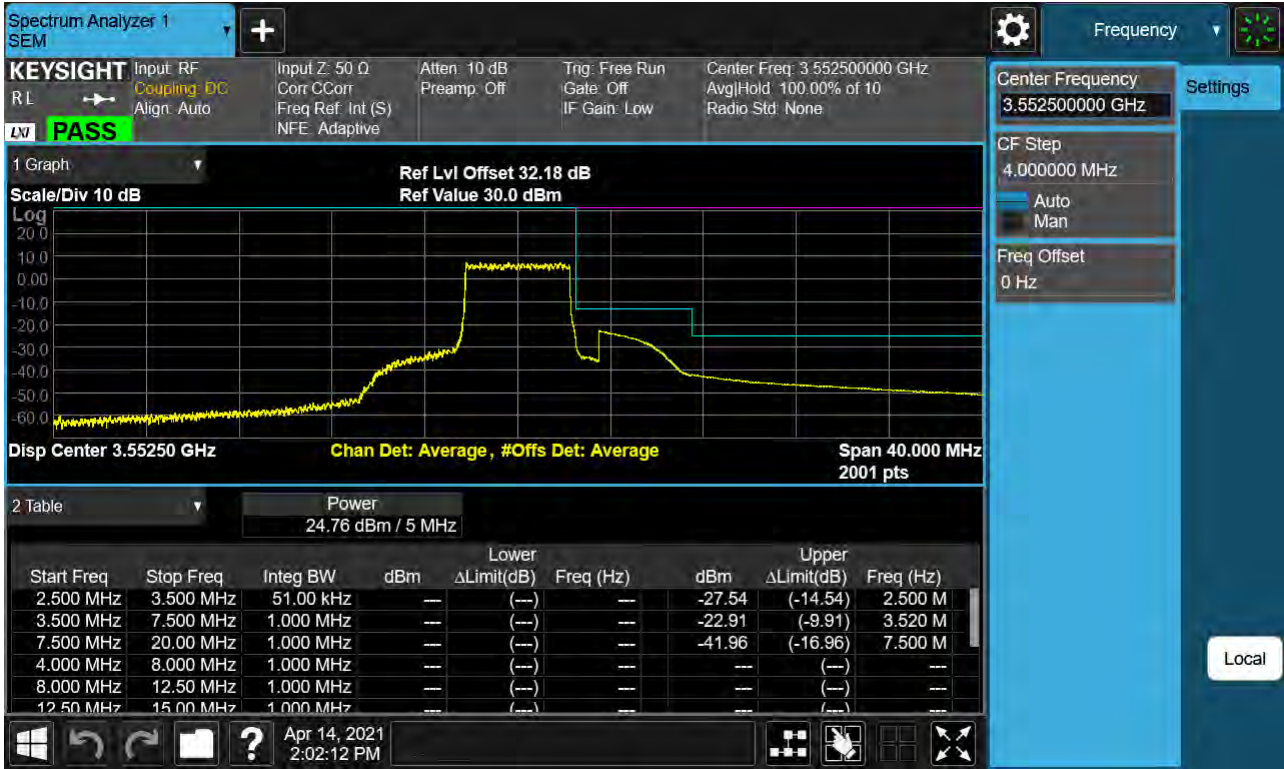 Spectrum Analyzer 1
SEM
Frequency
KEYSIGHT
Input: RF
Input Z: 50 Ω
Atten: 10 dB
Trig: Free Run
Center Freq: 3.552500000 GHz
R L
Coupling: DC
Corr CCorr
Preamp: Off
Gate: Off
Avg|Hold: 100.00% of 10
Align: Auto
Freq Ref: Int (S)
IF Gain: Low
Radio Std: None
LXI
PASS
NFE: Adaptive
Center Frequency
3.552500000 GHz
Settings
CF Step
4.000000 MHz
Auto
Man
Freq Offset
0 Hz
Local
1 Graph
Ref Lvl Offset 32.18 dB
Scale/Div 10 dB
Ref Value 30.0 dBm
Log
20.0
10.0
0.00
-10.0
-20.0
-30.0
-40.0
-50.0
-60.0
Disp Center 3.55250 GHz
Chan Det: Average , #Offs Det: Average
Span 40.000 MHz
2001 pts
2 Table
Power
24.76 dBm / 5 MHz
Lower Upper
Start Freq Stop Freq Integ BW dBm ΔLimit(dB) Freq (Hz) dBm ΔLimit(dB) Freq (Hz)
2.500 MHz 3.500 MHz 51.00 kHz --- (---) --- -27.54 (-14.54) 2.500 M
3.500 MHz 7.500 MHz 1.000 MHz --- (---) --- -22.91 (-9.91) 3.520 M
7.500 MHz 20.00 MHz 1.000 MHz --- (---) --- -41.96 (-16.96) 7.500 M
4.000 MHz 8.000 MHz 1.000 MHz --- (---) --- --- (---) ---
8.000 MHz 12.50 MHz 1.000 MHz --- (---) --- --- (---) ---
12.50 MHz 15.00 MHz 1.000 MHz --- (---) --- --- (---) ---
?
Apr 14, 2021
2:02:12 PM